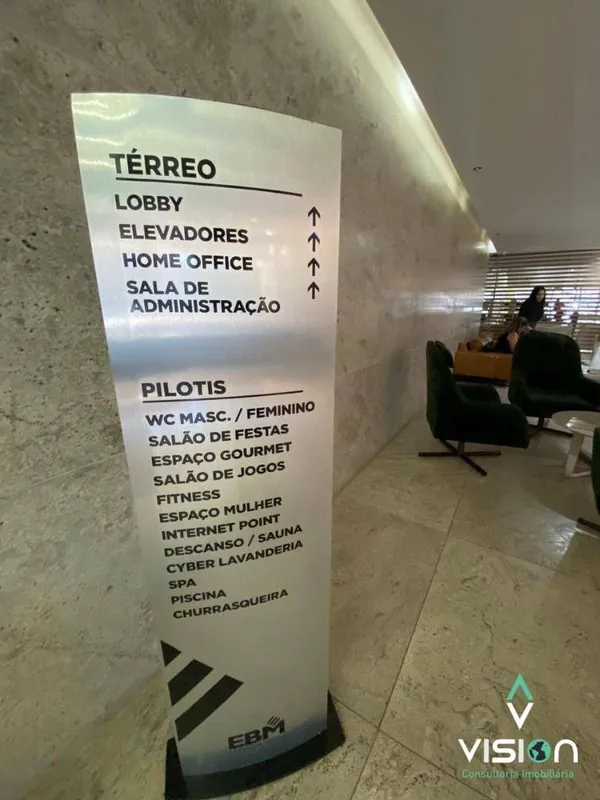 TÉRREO
LOBBY ↑
ELEVADORES ↑
HOME OFFICE ↑
SALA DE ↑
ADMINISTRAÇÃO
PILOTIS
WC MASC. / FEMININO
SALÃO DE FESTAS
ESPAÇO GOURMET
SALÃO DE JOGOS
FITNESS
ESPAÇO MULHER
INTERNET POINT
DESCANSO / SAUNA
CYBER LAVANDERIA
SPA
PISCINA
CHURRASQUEIRA
EBM
VISION
Consultoria-Imobiliária